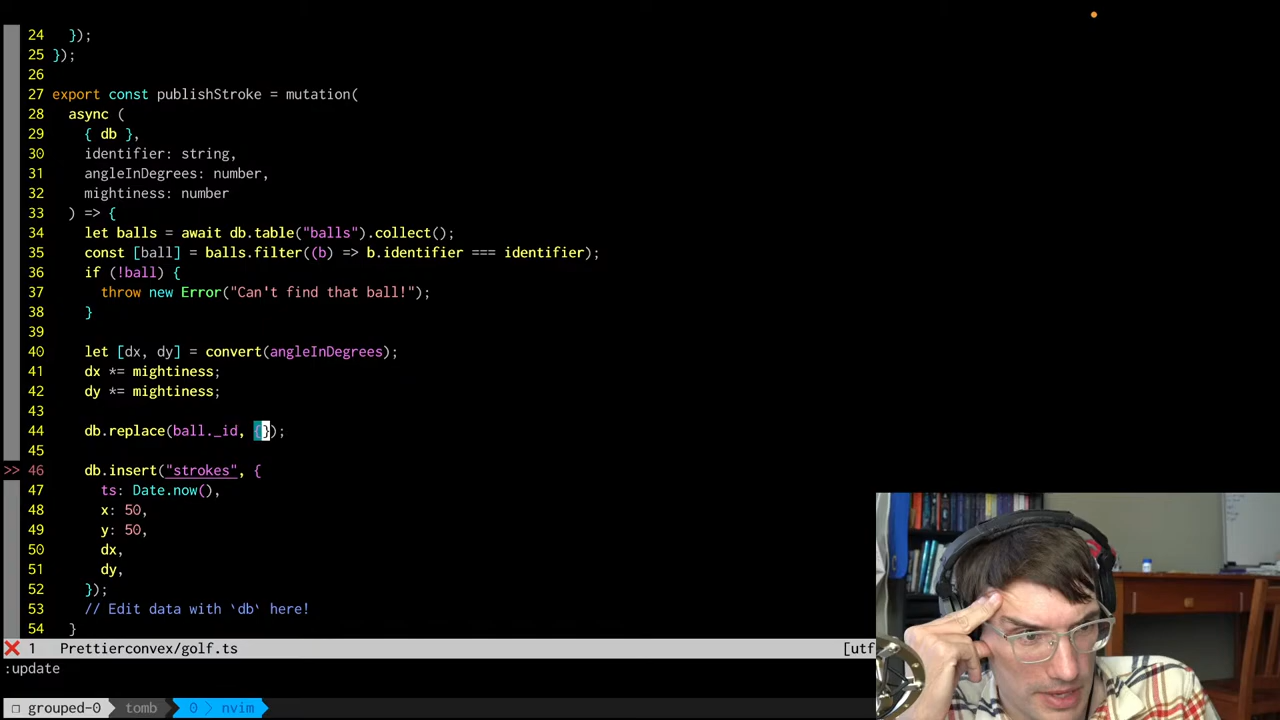 24 });
25 });
26
27 export const publishStroke = mutation(
28 async (
29 { db },
30 identifier: string,
31 angleInDegrees: number,
32 mightiness: number
33 ) => {
34 let balls = await db.table("balls").collect();
35 const [ball] = balls.filter((b) => b.identifier === identifier);
36 if (!ball) {
37 throw new Error("Can't find that ball!");
38 }
39
40 let [dx, dy] = convert(angleInDegrees);
41 dx *= mightiness;
42 dy *= mightiness;
43
44 db.replace(ball._id, {});
45
>> 46 db.insert("strokes", {
47 ts: Date.now(),
48 x: 50,
49 y: 50,
50 dx,
51 dy,
52 });
53 // Edit data with `db` here!
54 }
❌ 1 Prettierconvex/golf.ts [utf
:update
grouped-0 tomb 0 nvim